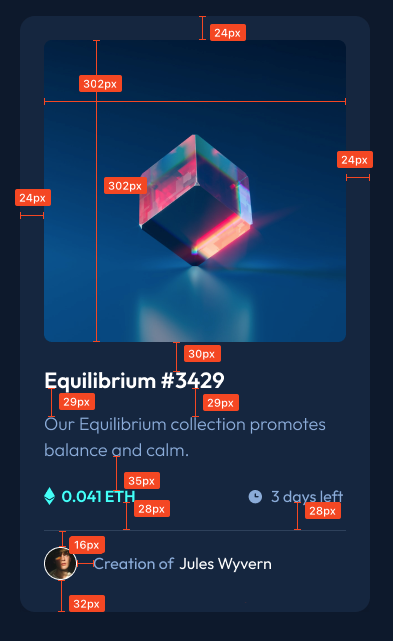 24px
302px
24px
302px
24px
30px
Equilibrium #3429
29px
29px
Our Equilibrium collection promotes
balance and calm.
35px
0.041 ETH
3 days left
28px
28px
16px
Creation of Jules Wyvern
32px